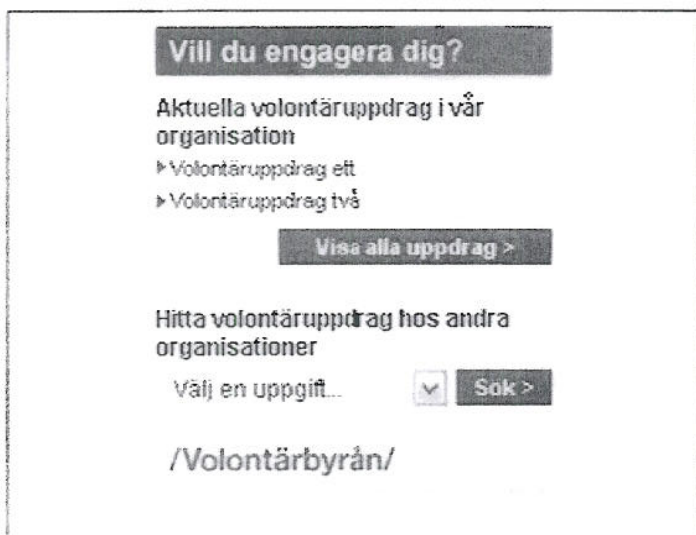 Vill du engagera dig?
Aktuella volontäruppdrag i vår
organisation
Volontäruppdrag ett
Volontäruppdrag två
Visa alla uppdrag >
Hitta volontäruppdrag hos andra
organisationer
Välj en uppgift...
Sök >
/Volontärbyrån/